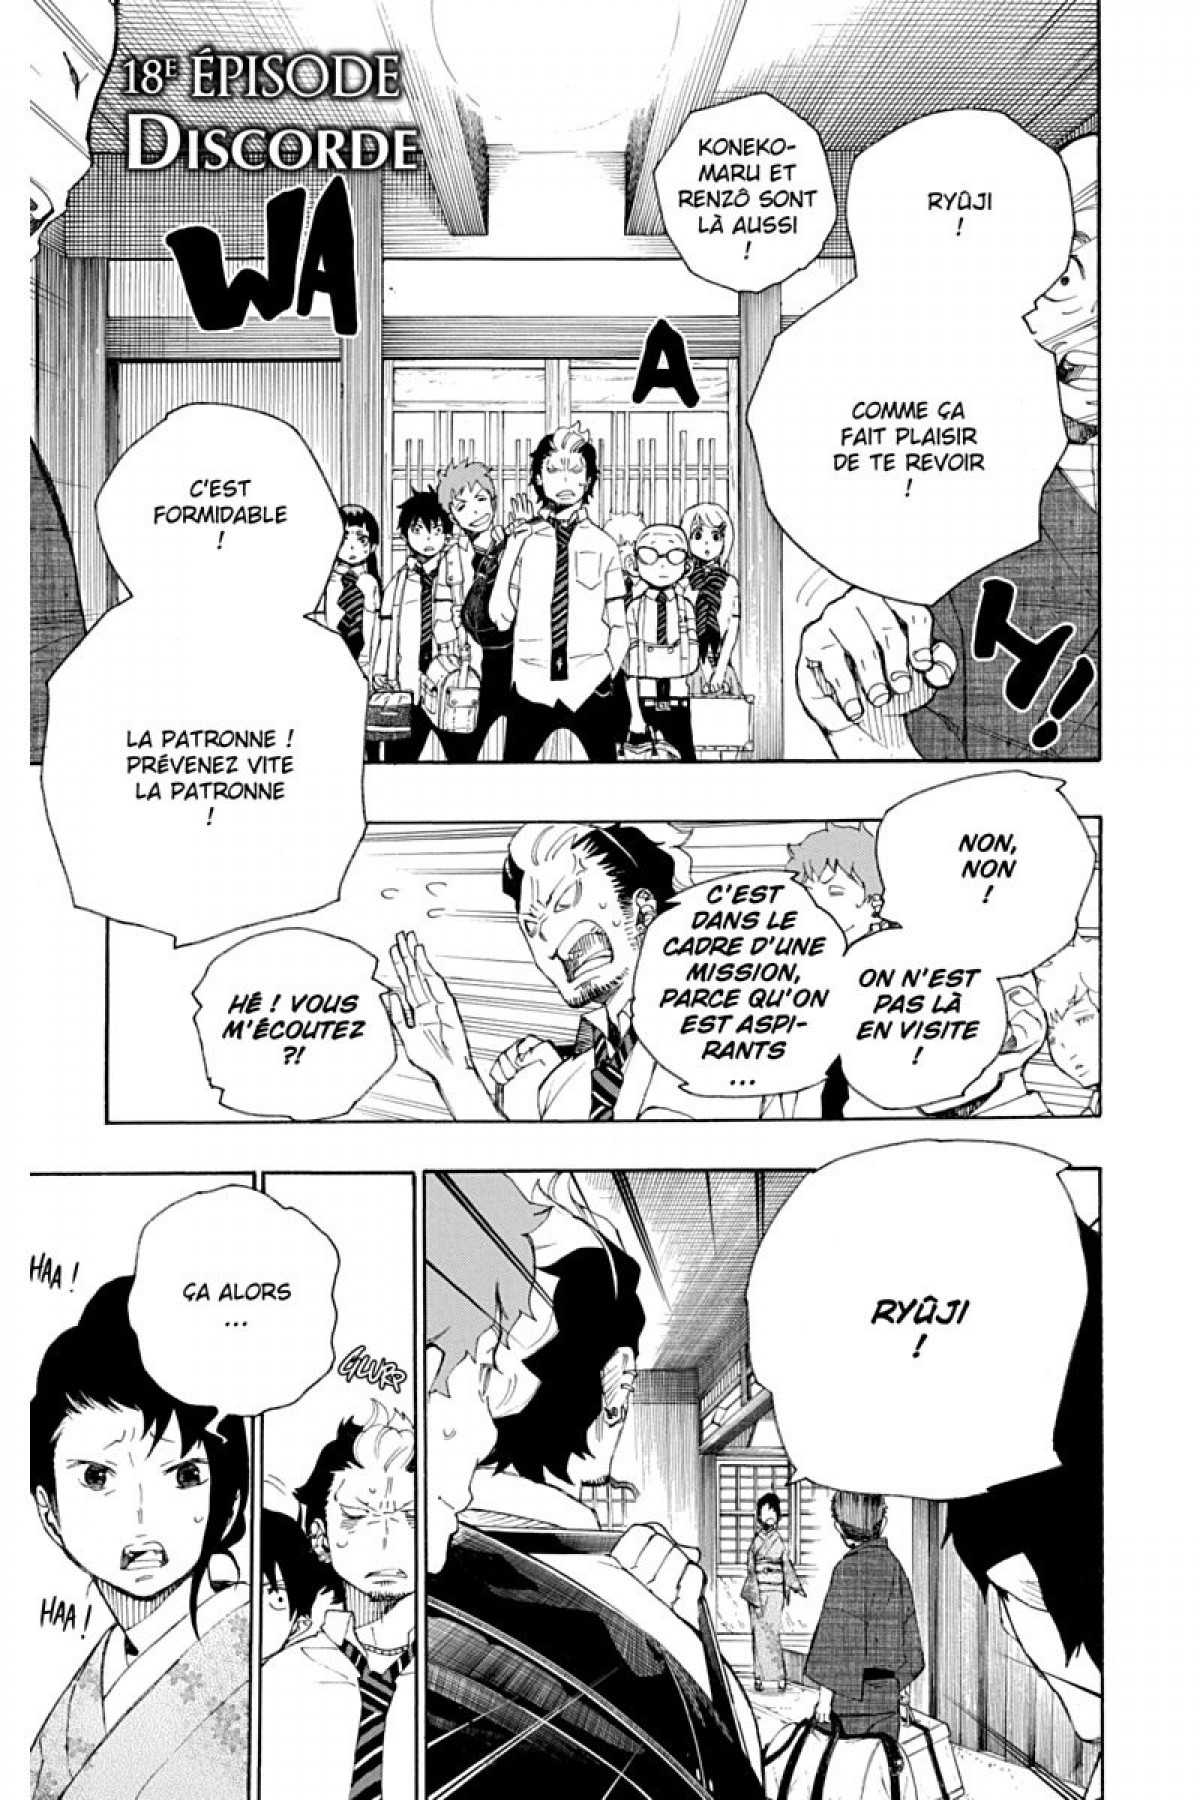 18E ÉPISODE
DISCORDE
RYÛJI
!
COMME ÇA
FAIT PLAISIR
DE TE REVOIR
!
KONEKO-
MARU ET
RENZÔ SONT
LÀ AUSSI
!
WA
A
C'EST
FORMIDABLE
!
LA PATRONNE !
PRÉVENEZ VITE
LA PATRONNE
!
NON,
NON
!
ON N'EST
PAS LÀ
EN VISITE
!
C'EST
DANS LE
CADRE D'UNE
MISSION,
PARCE QU'ON
EST ASPI-
RANTS
...
HÉ ! VOUS
M'ÉCOUTEZ
?!
RYÛJI
!
GLURP
ÇA ALORS
...
HAA !
HAA !